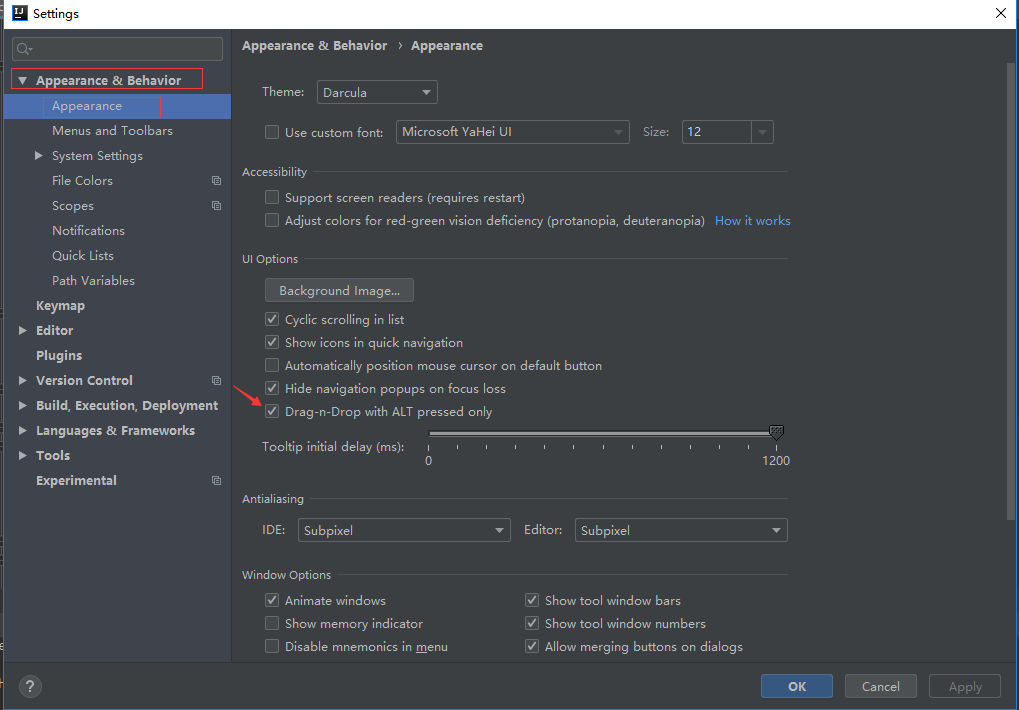 IJ Settings
Appearance & Behavior
Appearance
Menus and Toolbars
System Settings
File Colors
Scopes
Notifications
Quick Lists
Path Variables
Keymap
Editor
Plugins
Version Control
Build, Execution, Deployment
Languages & Frameworks
Tools
Experimental
Appearance & Behavior › Appearance
Theme: Darcula
Use custom font: Microsoft YaHei UI Size: 12
Accessibility
Support screen readers (requires restart)
Adjust colors for red-green vision deficiency (protanopia, deuteranopia) How it works
UI Options
Background Image...
Cyclic scrolling in list
Show icons in quick navigation
Automatically position mouse cursor on default button
Hide navigation popups on focus loss
Drag-n-Drop with ALT pressed only
Tooltip initial delay (ms):
0 1200
Antialiasing
IDE: Subpixel Editor: Subpixel
Window Options
Animate windows Show tool window bars
Show memory indicator Show tool window numbers
Disable mnemonics in menu Allow merging buttons on dialogs
? OK Cancel Apply